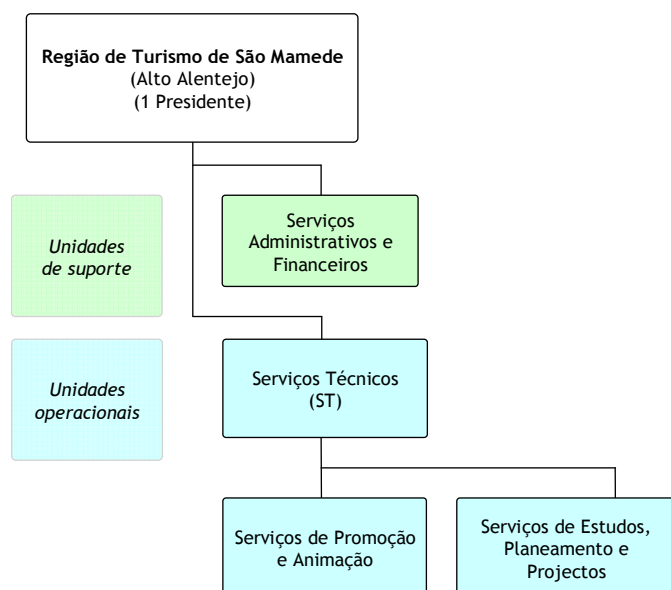 Região de Turismo de São Mamede
(Alto Alentejo)
(1 Presidente)
Unidades
de suporte
Serviços
Administrativos e
Financeiros
Unidades
operacionais
Serviços Técnicos
(ST)
Serviços de Promoção
e Animação
Serviços de Estudos,
Planeamento e
Projectos